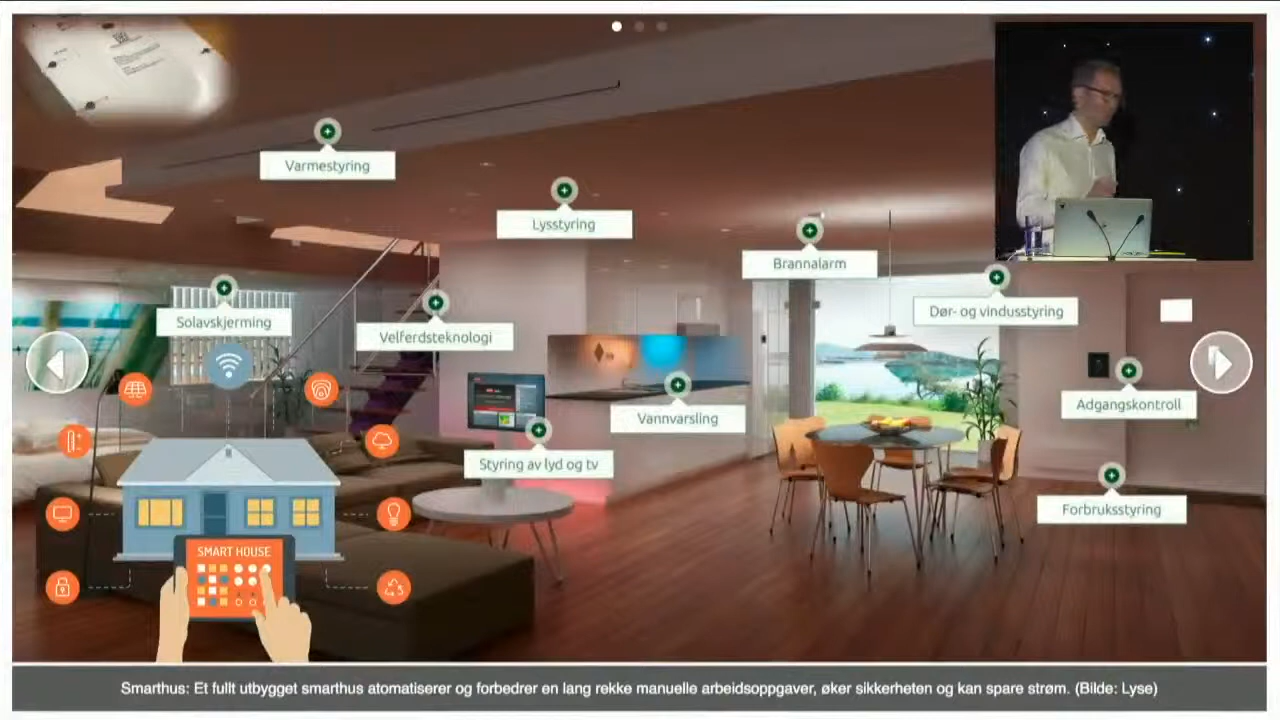 Varmestyring
Lysstyring
Brannalarm
Dør- og vindusstyring
Solavskjerming
Velferdsteknologi
Adgangskontroll
Vannvarsling
Styring av lyd og tv
Forbruksstyring
SMART HOUSE
Smarthus: Et fullt utbygget smarthus atomatiserer og forbedrer en lang rekke manuelle arbeidsoppgaver, øker sikkerheten og kan spare strøm. (Bilde: Lyse)